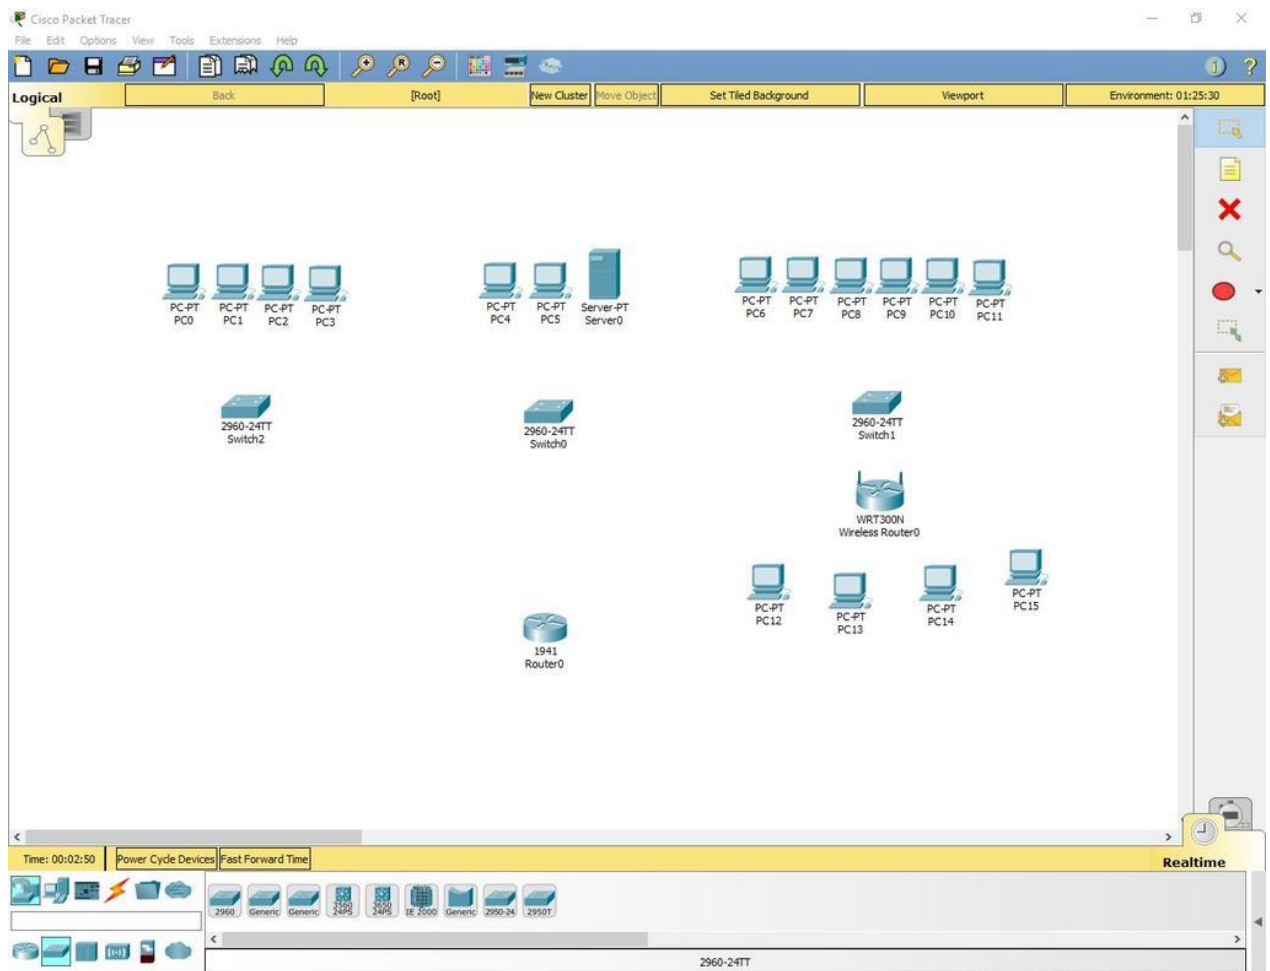 Cisco Packet Tracer
File Edit Options View Tools Extensions Help
Logical Back [Root] New Cluster Move Object Set Tiled Background Viewport Environment: 01:25:30
PC-PT PC-PT PC-PT PC-PT
PC0 PC1 PC2 PC3
PC-PT PC-PT Server-PT
PC4 PC5 Server0
PC-PT PC-PT PC-PT PC-PT PC-PT PC-PT
PC6 PC7 PC8 PC9 PC10 PC11
2960-24TT
Switch2
2960-24TT
Switch0
2960-24TT
Switch1
WRT300N
Wireless Router0
PC-PT
PC12
PC-PT
PC13
PC-PT
PC14
PC-PT
PC15
1941
Router0
Time: 00:02:50 Power Cycle Devices Fast Forward Time Realtime
2960 Generic Generic 3560 24PS 3650 24PS IE 2000 Generic 2950-24 2950T
2960-24TT